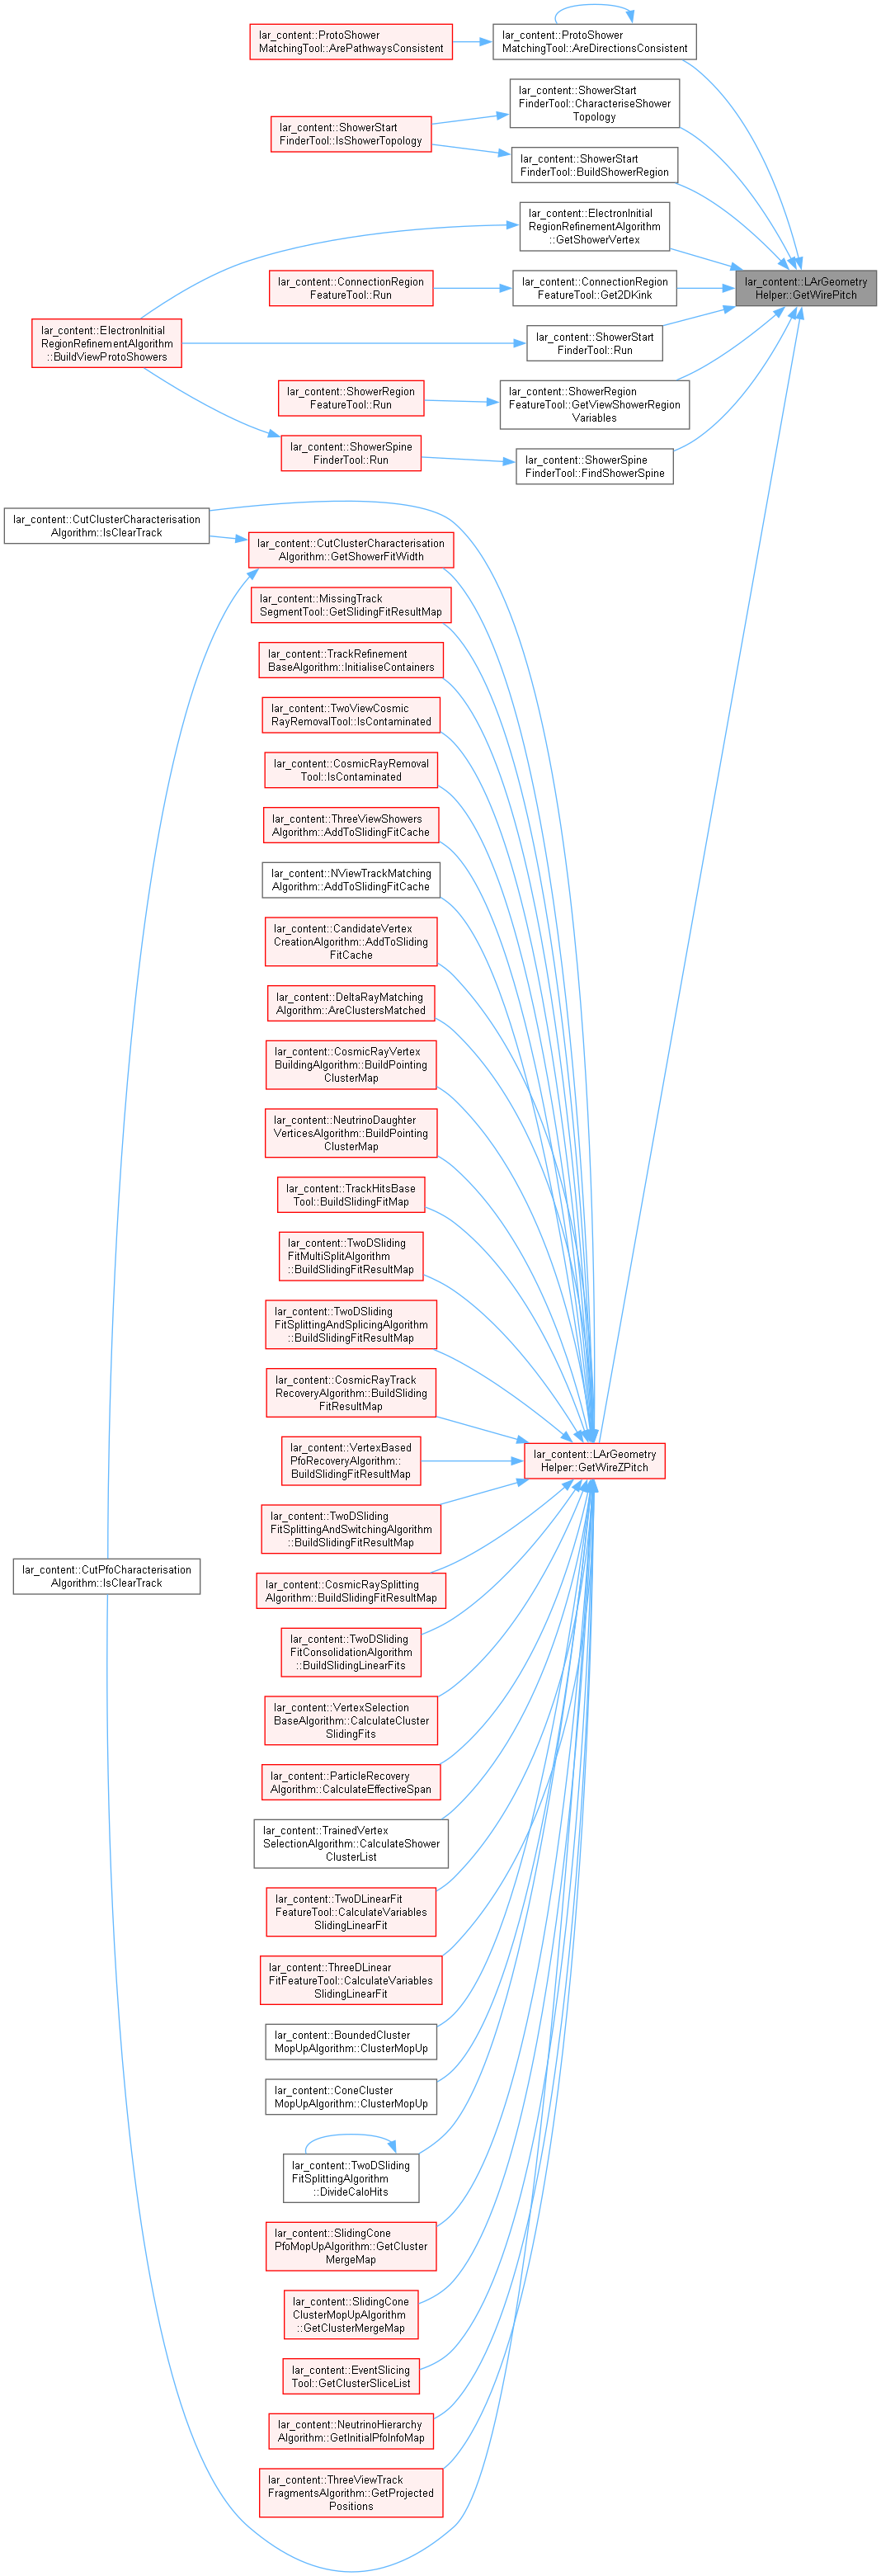 lar_content::ProtoShower
MatchingTool::ArePathwaysConsistent
lar_content::ProtoShower
MatchingTool::AreDirectionsConsistent
lar_content::ShowerStart
FinderTool::CharacteriseShower
Topology
lar_content::ShowerStart
FinderTool::IsShowerTopology
lar_content::ShowerStart
FinderTool::BuildShowerRegion
lar_content::ElectronInitial
RegionRefinementAlgorithm
::GetShowerVertex
lar_content::LArGeometry
Helper::GetWirePitch
lar_content::ConnectionRegion
FeatureTool::Run
lar_content::ConnectionRegion
FeatureTool::Get2DKink
lar_content::ElectronInitial
RegionRefinementAlgorithm
::BuildViewProtoShowers
lar_content::ShowerStart
FinderTool::Run
lar_content::ShowerRegion
FeatureTool::Run
lar_content::ShowerRegion
FeatureTool::GetViewShowerRegion
Variables
lar_content::ShowerSpine
FinderTool::Run
lar_content::ShowerSpine
FinderTool::FindShowerSpine
lar_content::CutClusterCharacterisation
Algorithm::IsClearTrack
lar_content::CutClusterCharacterisation
Algorithm::GetShowerFitWidth
lar_content::MissingTrack
SegmentTool::GetSlidingFitResultMap
lar_content::TrackRefinement
BaseAlgorithm::InitialiseContainers
lar_content::TwoViewCosmic
RayRemovalTool::IsContaminated
lar_content::CosmicRayRemoval
Tool::IsContaminated
lar_content::ThreeViewShowers
Algorithm::AddToSlidingFitCache
lar_content::NViewTrackMatching
Algorithm::AddToSlidingFitCache
lar_content::CandidateVertex
CreationAlgorithm::AddToSliding
FitCache
lar_content::DeltaRayMatching
Algorithm::AreClustersMatched
lar_content::CosmicRayVertex
BuildingAlgorithm::BuildPointing
ClusterMap
lar_content::NeutrinoDaughter
VerticesAlgorithm::BuildPointing
ClusterMap
lar_content::TrackHitsBase
Tool::BuildSlidingFitMap
lar_content::TwoDSliding
FitMultiSplitAlgorithm
::BuildSlidingFitResultMap
lar_content::TwoDSliding
FitSplittingAndSplicingAlgorithm
::BuildSlidingFitResultMap
lar_content::CosmicRayTrack
RecoveryAlgorithm::BuildSliding
FitResultMap
lar_content::VertexBased
PfoRecoveryAlgorithm::
BuildSlidingFitResultMap
lar_content::LArGeometry
Helper::GetWireZPitch
lar_content::TwoDSliding
FitSplittingAndSwitchingAlgorithm
::BuildSlidingFitResultMap
lar_content::CutPfoCharacterisation
Algorithm::IsClearTrack
lar_content::CosmicRaySplitting
Algorithm::BuildSlidingFitResultMap
lar_content::TwoDSliding
FitConsolidationAlgorithm
::BuildSlidingLinearFits
lar_content::VertexSelection
BaseAlgorithm::CalculateCluster
SlidingFits
lar_content::ParticleRecovery
Algorithm::CalculateEffectiveSpan
lar_content::TrainedVertex
SelectionAlgorithm::CalculateShower
ClusterList
lar_content::TwoDLinearFit
FeatureTool::CalculateVariables
SlidingLinearFit
lar_content::ThreeDLinear
FitFeatureTool::CalculateVariables
SlidingLinearFit
lar_content::BoundedCluster
MopUpAlgorithm::ClusterMopUp
lar_content::ConeCluster
MopUpAlgorithm::ClusterMopUp
lar_content::TwoDSliding
FitSplittingAlgorithm
::DivideCaloHits
lar_content::SlidingCone
PfoMopUpAlgorithm::GetCluster
MergeMap
lar_content::SlidingCone
ClusterMopUpAlgorithm
::GetClusterMergeMap
lar_content::EventSlicing
Tool::GetClusterSliceList
lar_content::NeutrinoHierarchy
Algorithm::GetInitialPfoInfoMap
lar_content::ThreeViewTrack
FragmentsAlgorithm::GetProjected
Positions